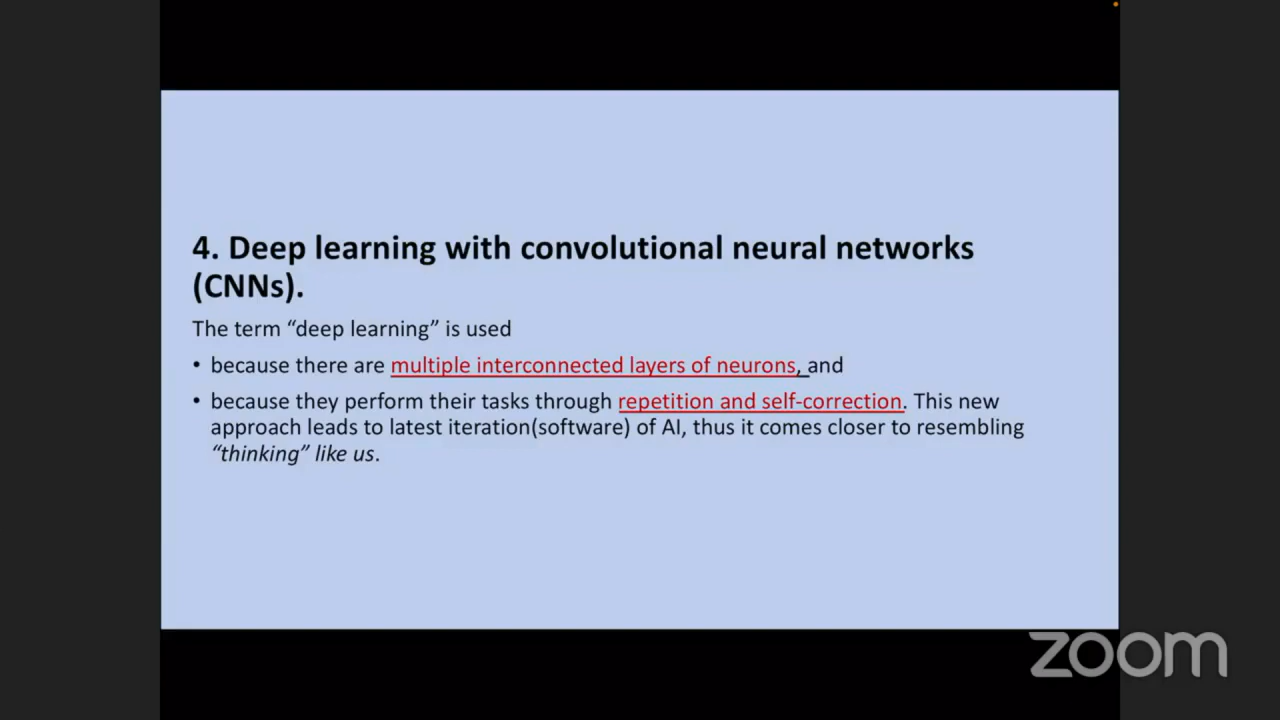 4. Deep learning with convolutional neural networks
(CNNs).
The term “deep learning” is used
• because there are multiple interconnected layers of neurons, and
• because they perform their tasks through repetition and self-correction. This new
approach leads to latest iteration(software) of AI, thus it comes closer to resembling
“thinking” like us.
zoom